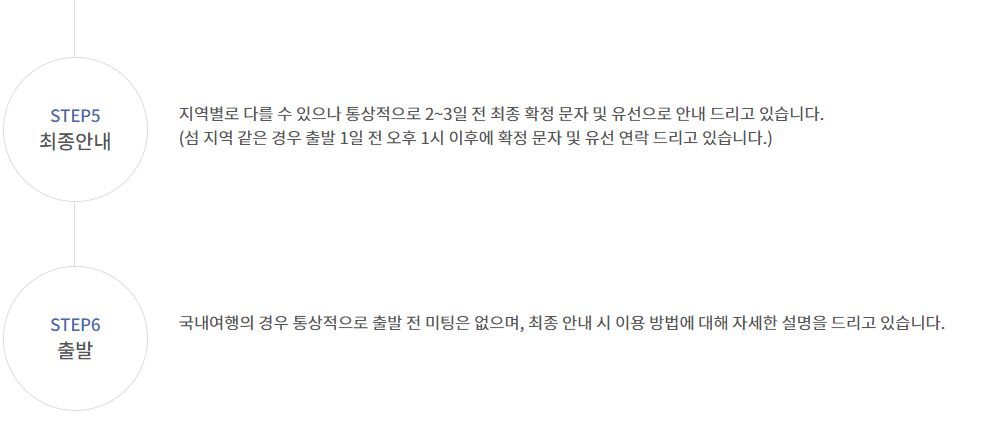 STEP5
최종안내
지역별로 다를 수 있으나 통상적으로 2~3일 전 최종 확정 문자 및 유선으로 안내 드리고 있습니다.
(섬 지역 같은 경우 출발 1일 전 오후 1시 이후에 확정 문자 및 유선 연락 드리고 있습니다.)
STEP6
출발
국내여행의 경우 통상적으로 출발 전 미팅은 없으며, 최종 안내 시 이용 방법에 대해 자세한 설명을 드리고 있습니다.